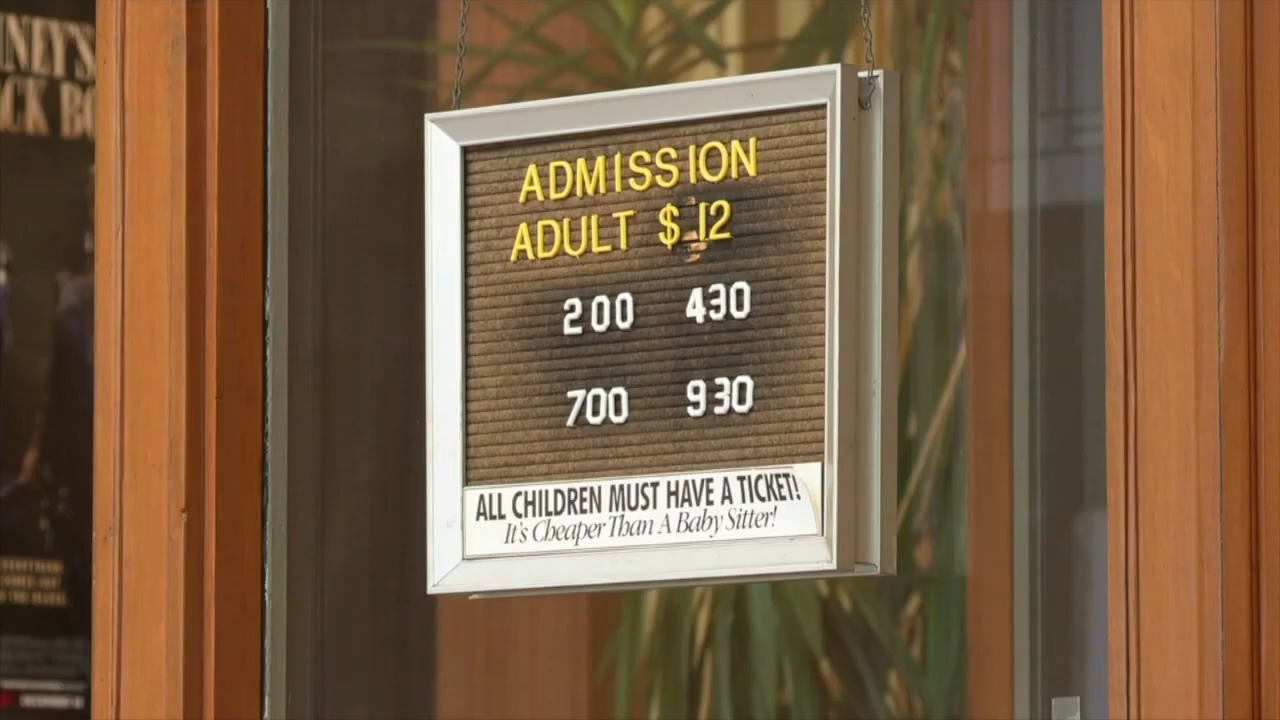 ADMISSION
ADULT $ 12
200 430
700 930
ALL CHILDREN MUST HAVE A TICKET!
It's Cheaper Than A Baby Sitter!